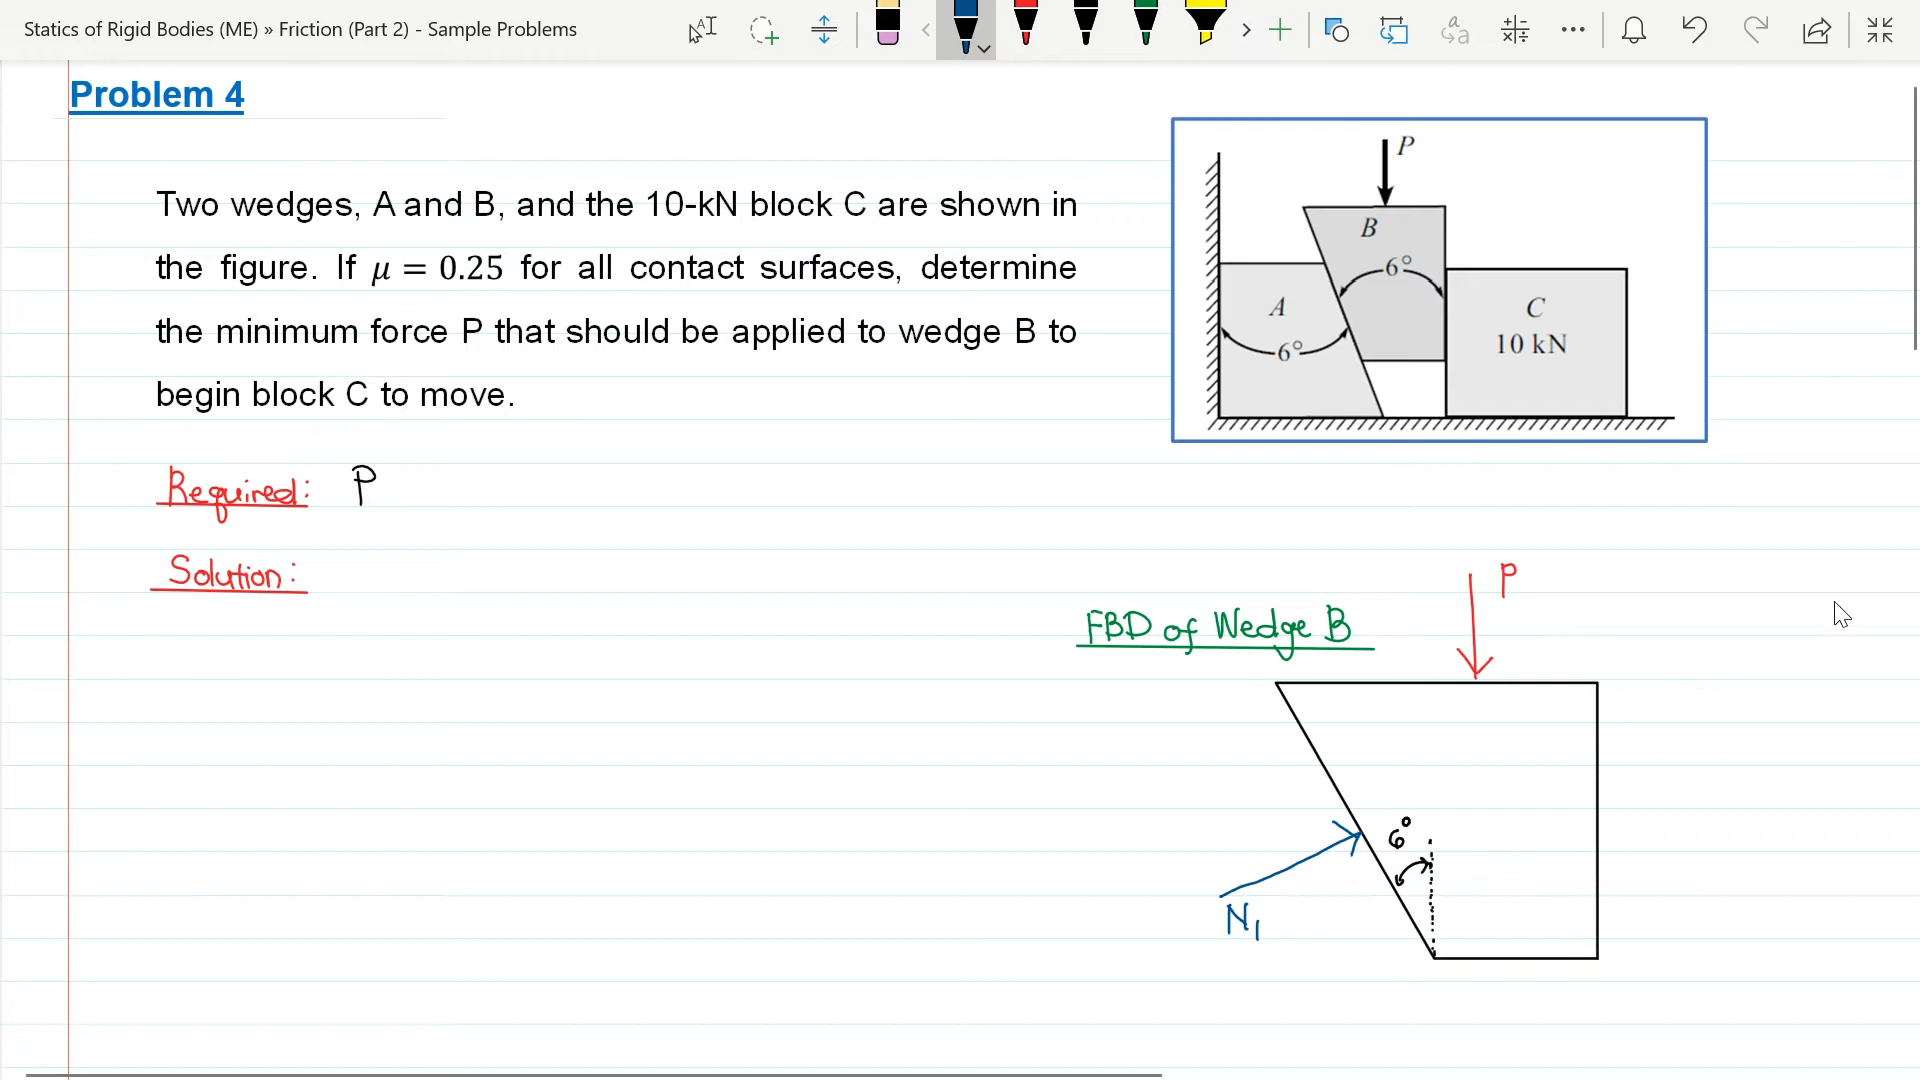 Statics of Rigid Bodies (ME) » Friction (Part 2) - Sample Problems
Problem 4
Two wedges, A and B, and the 10-kN block C are shown in
the figure. If μ = 0.25 for all contact surfaces, determine
the minimum force P that should be applied to wedge B to
begin block C to move.
P
B
6°
A
6°
C
10 kN
Required: P
Solution:
FBD of Wedge B
P
6°
N₁